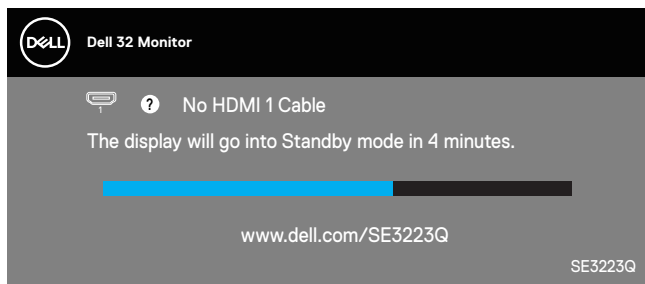 DELL
Dell 32 Monitor
1
? No HDMI 1 Cable
The display will go into Standby mode in 4 minutes.
www.dell.com/SE3223Q
SE3223Q